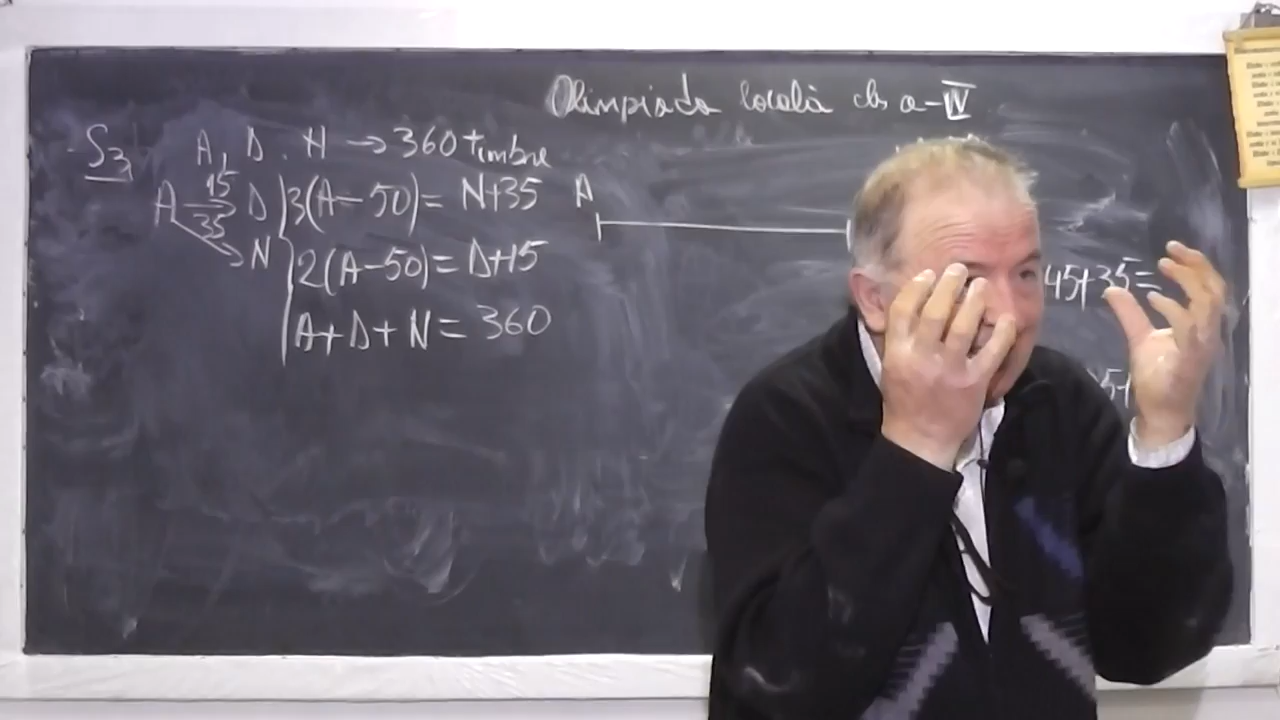 Olimpiada locală cls a-IV
S3 A, D, N → 360 timbre
A 15 D 3(A-50) = N+35
35
N 2(A-50) = D+15
A+D+N = 360
A
45+35=